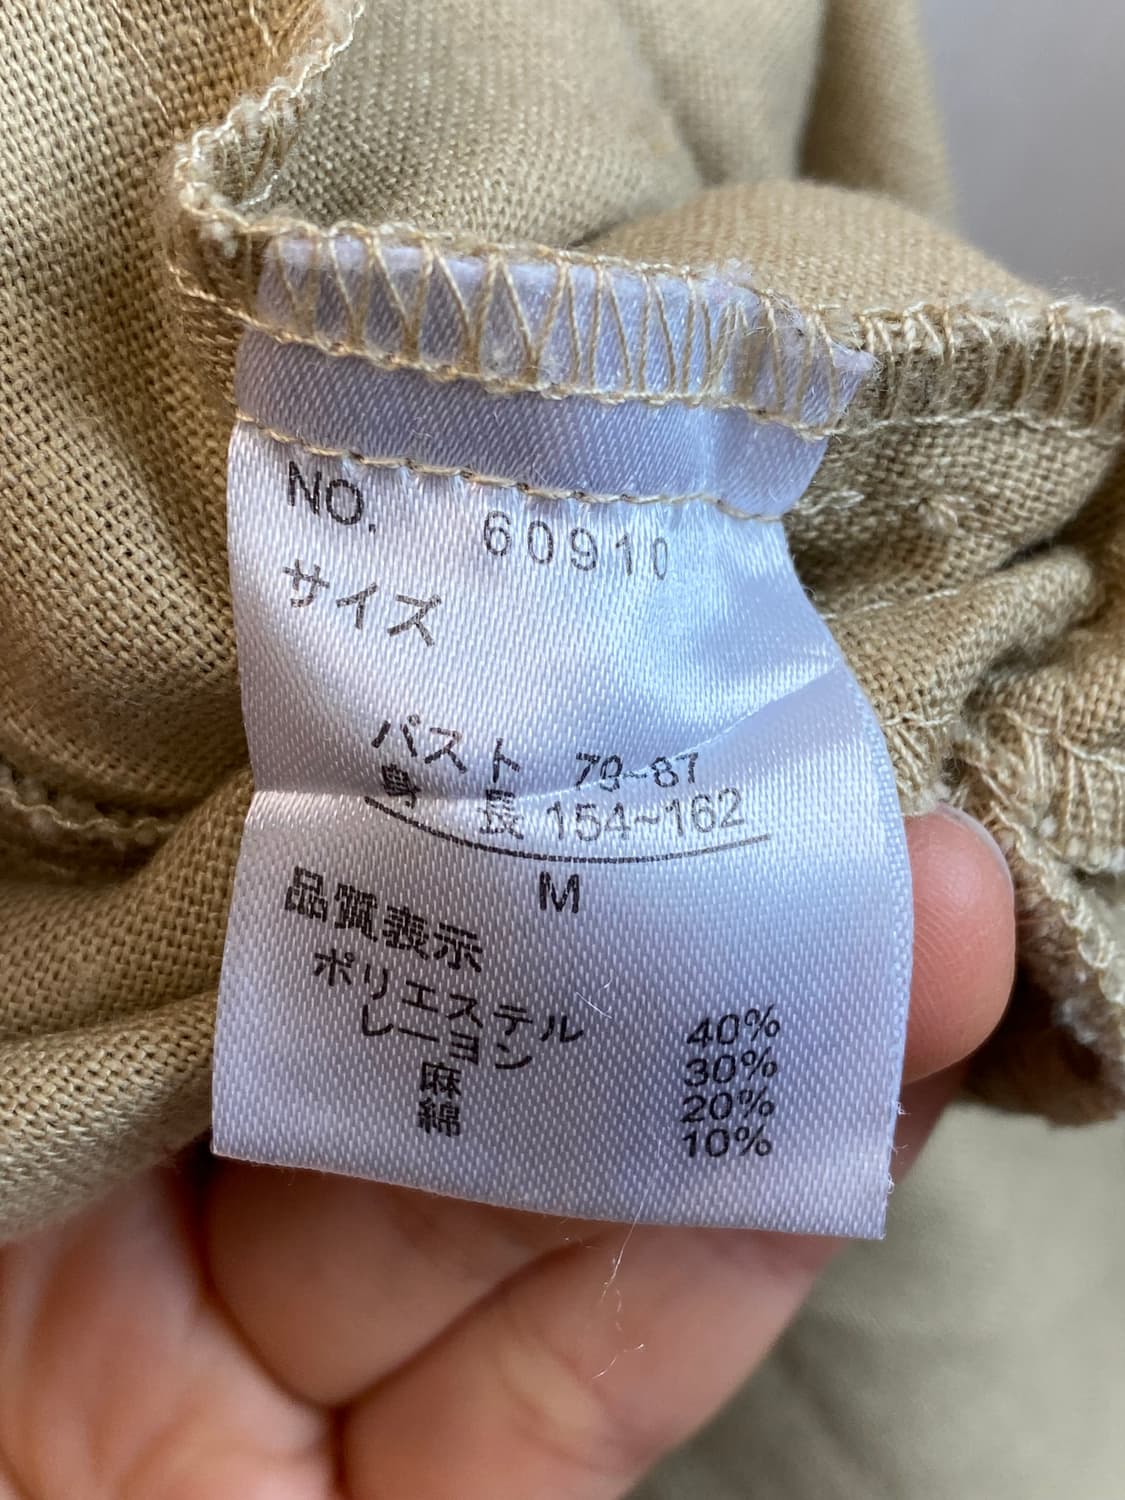 NO. 60910
サイズ
バスト 79~87
身長 154~162
M
品質表示
ポリエステル 40%
レーヨン 30%
麻 20%
綿 10%